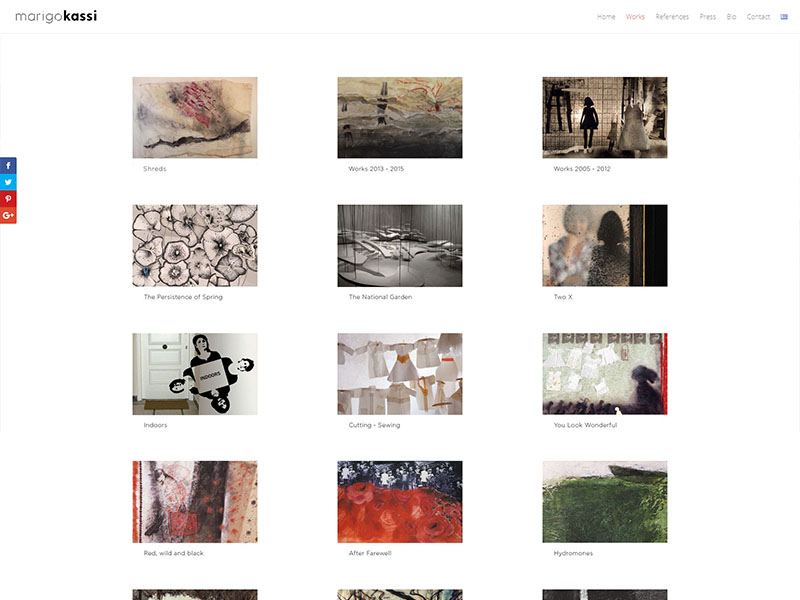 marigokassi
Home Works References Press Bio Contact
Shreds
Works 2013 - 2015
Works 2005 - 2012
The Persistence of Spring
The National Garden
Two X
INDOORS
Indoors
Cutting - Sewing
You Look Wonderful
Red, wild and black
After Farewell
Hydromones